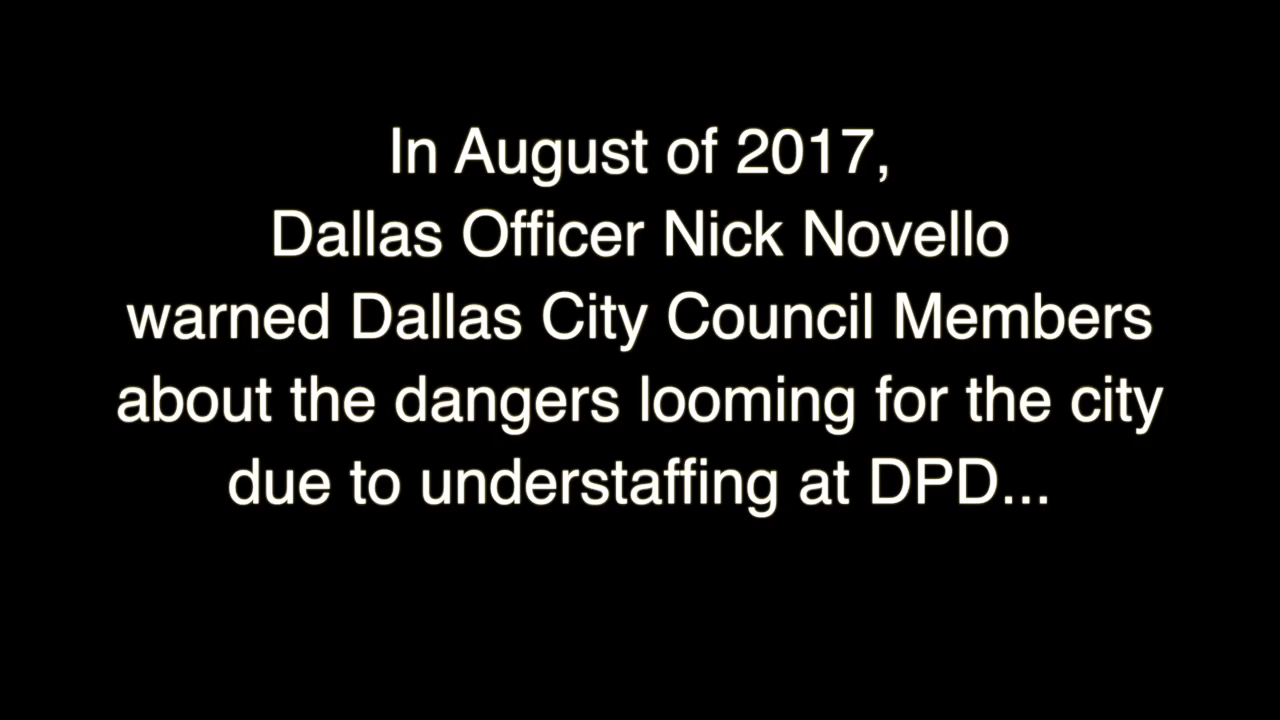 In August of 2017,
Dallas Officer Nick Novello
warned Dallas City Council Members
about the dangers looming for the city
due to understaffing at DPD...